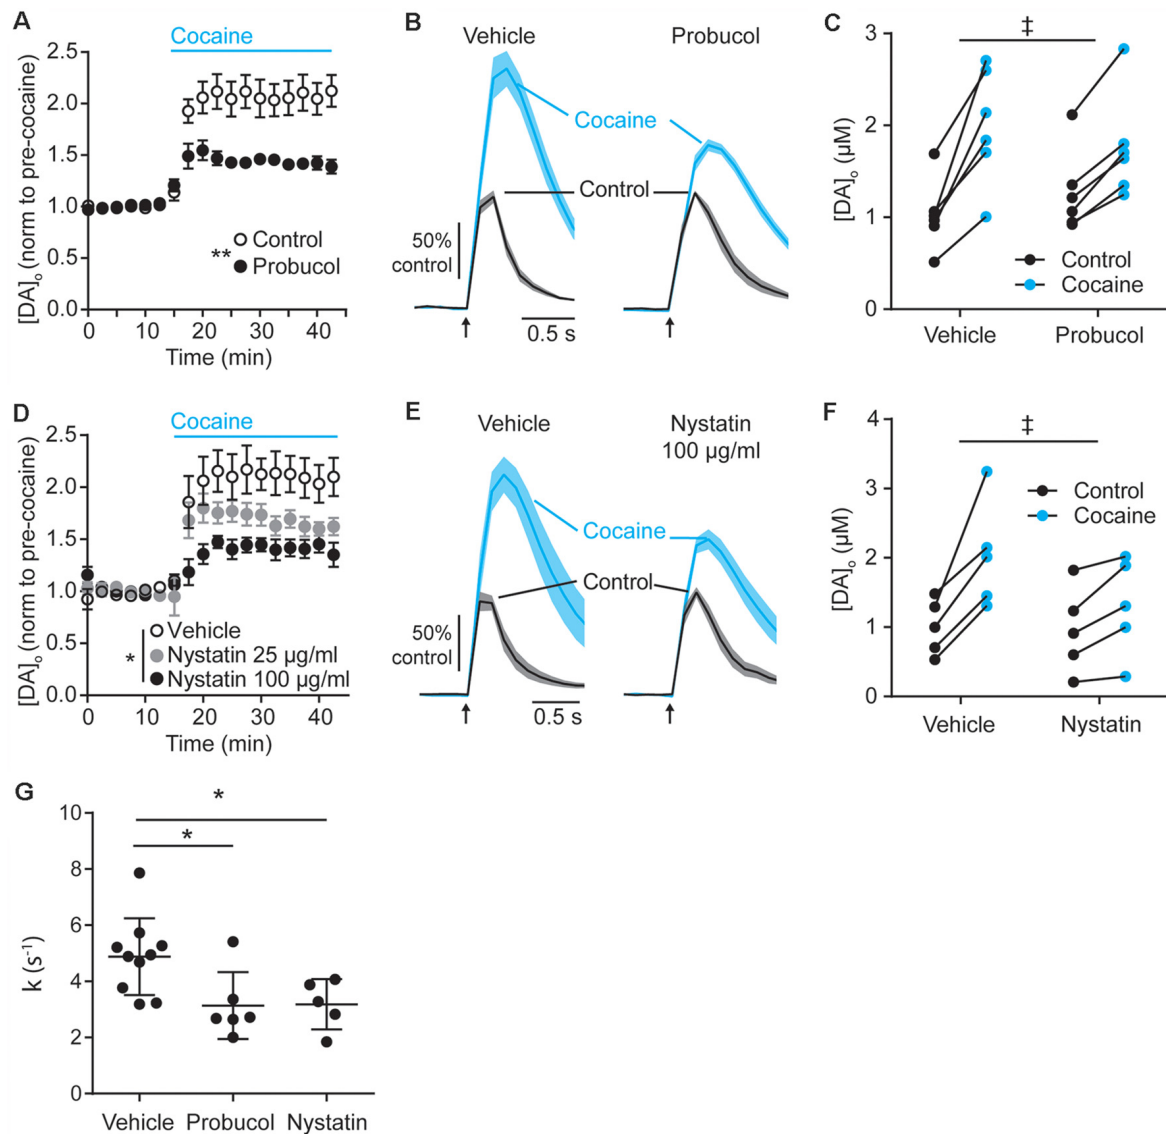 A
Cocaine
[DA]o (norm to pre-cocaine)
2.5
2.0
1.5
1.0
0.5
0.0
** Control
Probucol
0 10 20 30 40
Time (min)
B
Vehicle
Probucol
Cocaine
Control
50%
control
0.5 s
C
‡
[DA]o (µM)
3
2
1
0
Control
Cocaine
Vehicle Probucol
D
Cocaine
[DA]o (norm to pre-cocaine)
2.5
2.0
1.5
1.0
0.5
0.0
* Vehicle
Nystatin 25 µg/ml
Nystatin 100 µg/ml
0 10 20 30 40
Time (min)
E
Vehicle
Nystatin
100 µg/ml
Cocaine
Control
50%
control
0.5 s
F
‡
[DA]o (µM)
4
3
2
1
0
Control
Cocaine
Vehicle Nystatin
G
*
*
k (s-1)
10
8
6
4
2
0
Vehicle Probucol Nystatin